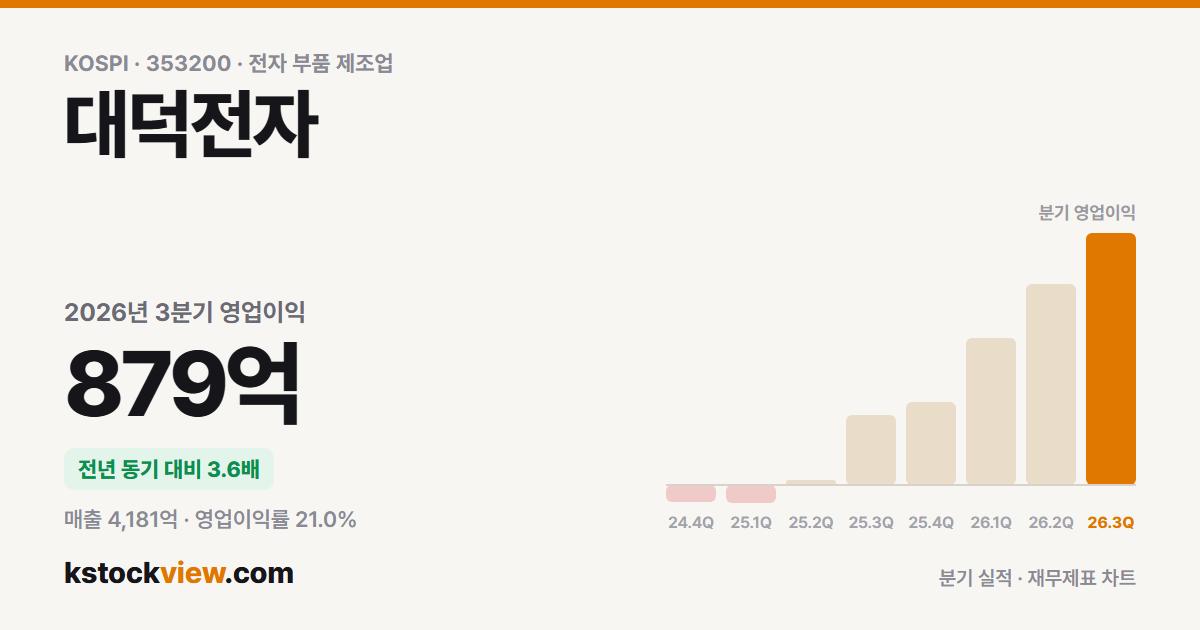 KOSPI · 353200 · 전자 부품 제조업
대덕전자
분기 영업이익
2026년 3분기 영업이익
879억
전년 동기 대비 3.6배
매출 4,181억 · 영업이익률 21.0%
24.4Q 25.1Q 25.2Q 25.3Q 25.4Q 26.1Q 26.2Q 26.3Q
kstockview.com
분기 실적 · 재무제표 차트